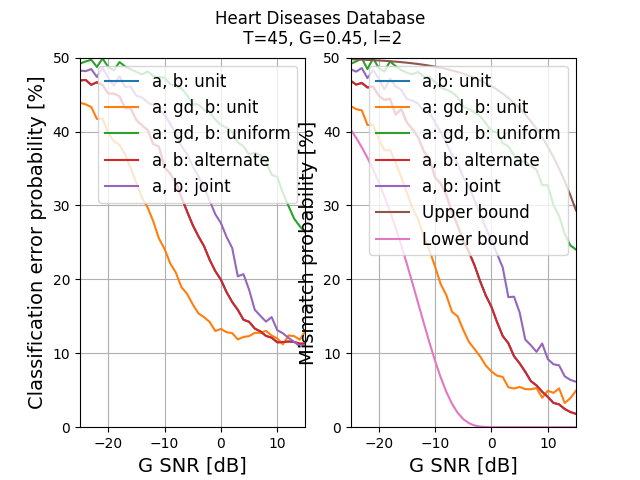 Heart Diseases Database
T=45, G=0.45, l=2
Classification error probability [%]
50
40
30
20
10
0
−20
−10
0
10
G SNR [dB]
a, b: unit
a: gd, b: unit
a: gd, b: uniform
a, b: alternate
a, b: joint
Mismatch probability [%]
50
40
30
20
10
0
−20
−10
0
10
G SNR [dB]
a,b: unit
a: gd, b: unit
a: gd, b: uniform
a, b: alternate
a, b: joint
Upper bound
Lower bound